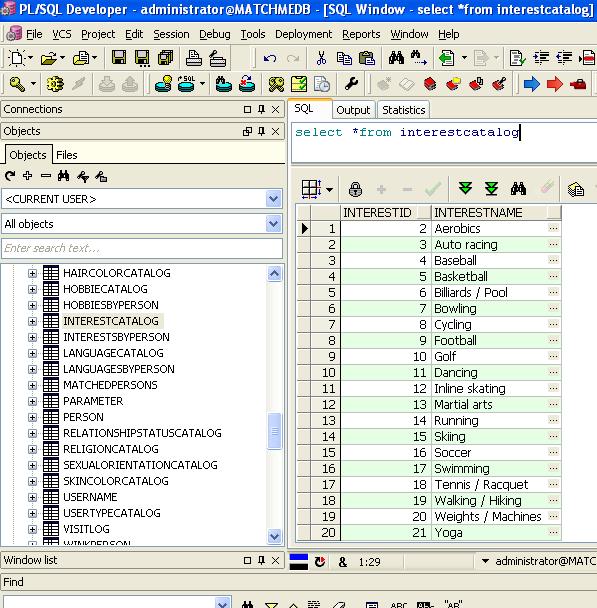 PL/SQL Developer - administrator@MATCHMEDB - [SQL Window - select *from interestcatalog]
File VCS Project Edit Session Debug Tools Deployment Reports Window Help
Connections
Objects
Objects Files
<CURRENT USER>
All objects
Enter search text...
HAIRCOLORCATALOG
HOBBIECATALOG
HOBBIESBYPERSON
INTERESTCATALOG
INTERESTSBYPERSON
LANGUAGECATALOG
LANGUAGESBYPERSON
MATCHEDPERSONS
PARAMETER
PERSON
RELATIONSHIPSTATUSCATALOG
RELIGIONCATALOG
SEXUALORIENTATIONCATALOG
SKINCOLORCATALOG
USERNAME
USERTYPECATALOG
VISITLOG
WINKPERSON
Window list
Find
SQL Output Statistics
select *from interestcatalog
INTERESTID INTERESTNAME
1 2 Aerobics
2 3 Auto racing
3 4 Baseball
4 5 Basketball
5 6 Billiards / Pool
6 7 Bowling
7 8 Cycling
8 9 Football
9 10 Golf
10 11 Dancing
11 12 Inline skating
12 13 Martial arts
13 14 Running
14 15 Skiing
15 16 Soccer
16 17 Swimming
17 18 Tennis / Racquet
18 19 Walking / Hiking
19 20 Weights / Machines
20 21 Yoga
& 1:29 administrator@MATC
ABC "AB"